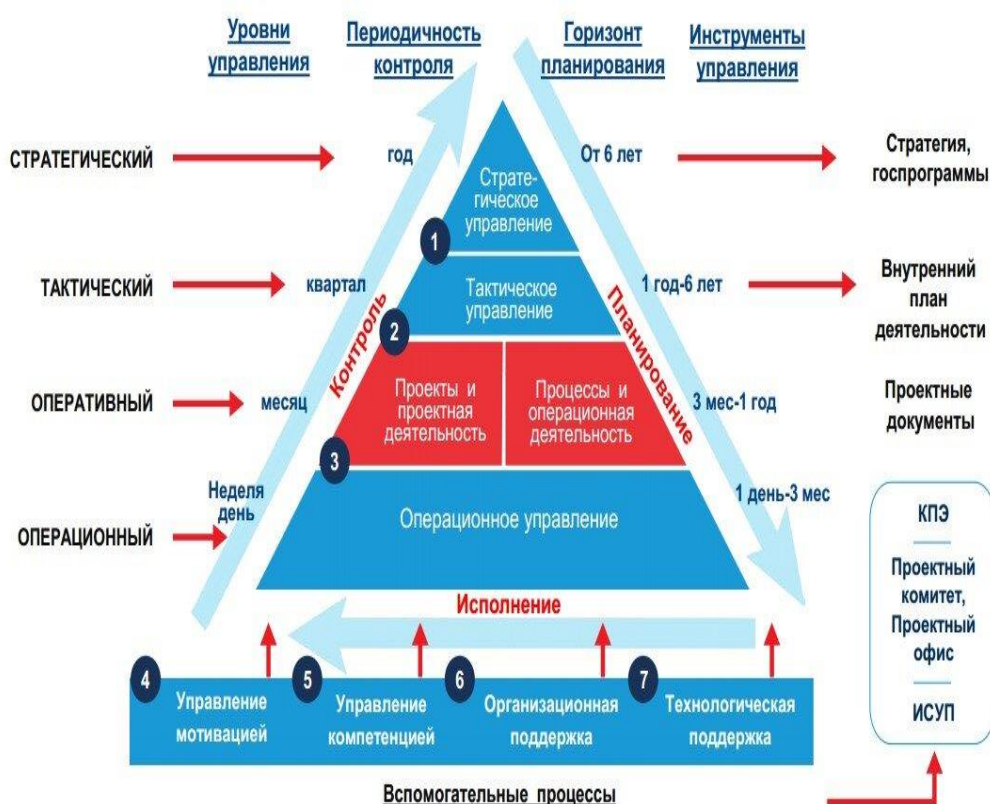 Уровни
управления
Периодичность
контроля
Горизонт
планирования
Инструменты
управления
СТРАТЕГИЧЕСКИЙ
год
Стратегическое
управление
От 6 лет
Стратегия,
госпрограммы
1
ТАКТИЧЕСКИЙ
квартал
Тактическое
управление
1 год-6 лет
Внутренний
план
деятельности
Контроль
Планирование
2
ОПЕРАТИВНЫЙ
месяц
Проекты и
проектная
деятельность
Процессы и
операционная
деятельность
3 мес-1 год
Проектные
документы
3
ОПЕРАЦИОННЫЙ
Неделя
день
Операционное управление
1 день-3 мес
КПЭ
Проектный
комитет,
Проектный
офис
ИСУП
Исполнение
4
Управление
мотивацией
5
Управление
компетенцией
6
Организационная
поддержка
7
Технологическая
поддержка
Вспомогательные процессы